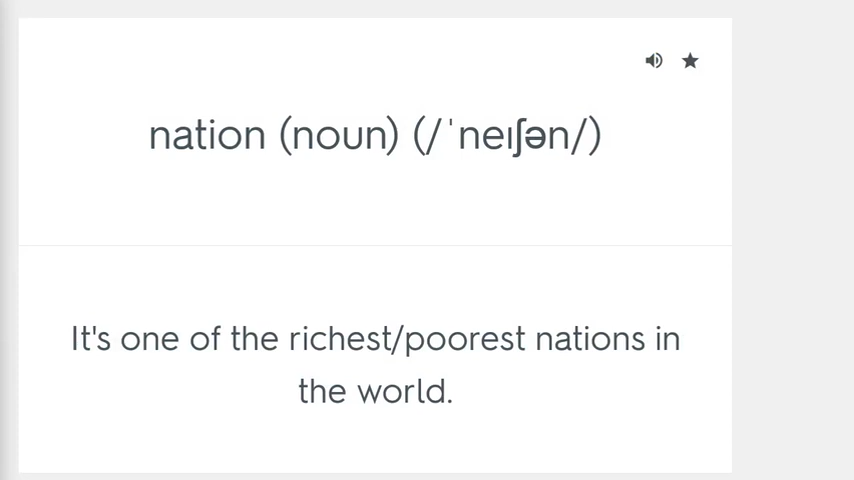 nation (noun) (/ˈneɪʃən/)
It's one of the richest/poorest nations in
the world.